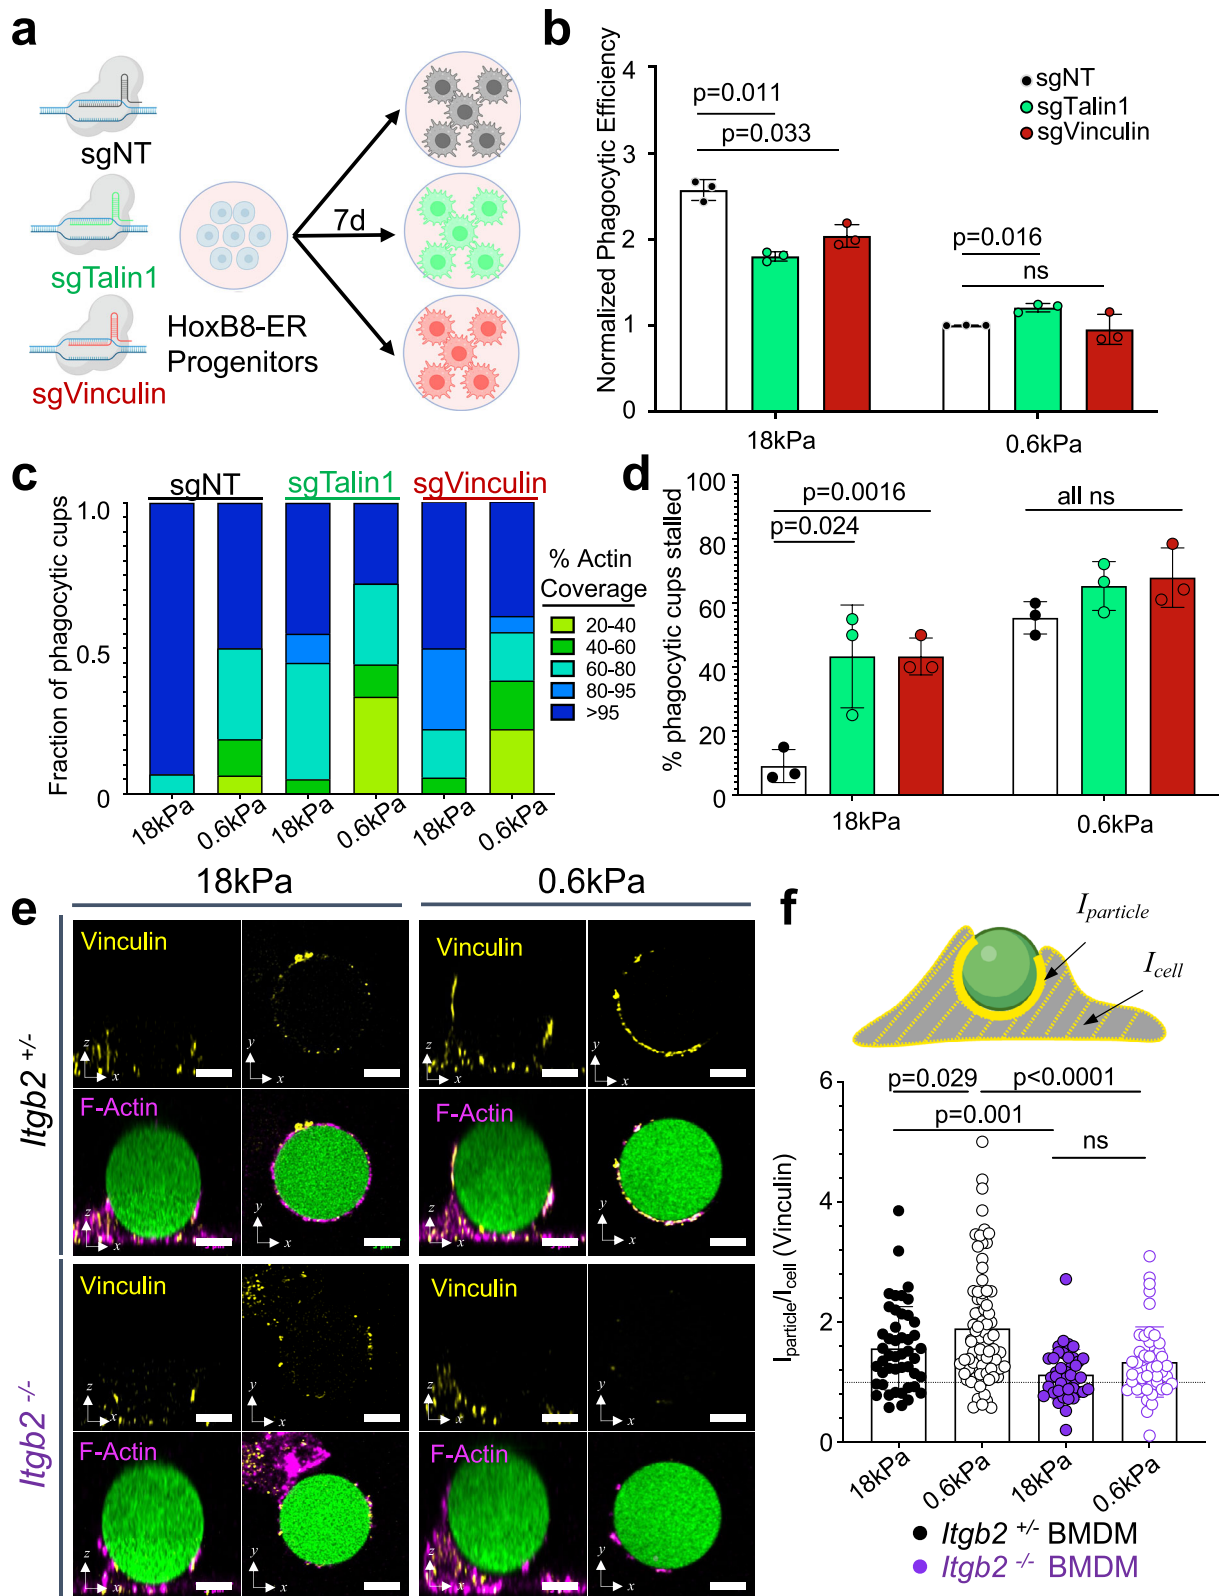 a
sgNT
sgTalin1
sgVinculin
HoxB8-ER
Progenitors
7d
b
Normalized Phagocytic Efficiency
4
3
2
1
0
p=0.011
p=0.033
p=0.016
ns
sgNT
sgTalin1
sgVinculin
18kPa
0.6kPa
c
sgNT
sgTalin1
sgVinculin
Fraction of phagocytic cups
1.0
0.5
0
18kPa
0.6kPa
18kPa
0.6kPa
18kPa
0.6kPa
% Actin
Coverage
20-40
40-60
60-80
80-95
>95
d
% phagocytic cups stalled
100
80
60
40
20
0
p=0.0016
p=0.024
all ns
18kPa
0.6kPa
e
18kPa
0.6kPa
Itgb2 +/-
Vinculin
z
x
y
x
Vinculin
z
x
y
x
F-Actin
z
x
y
x
F-Actin
z
x
y
x
Itgb2 -/-
Vinculin
z
x
y
x
Vinculin
z
x
y
x
F-Actin
z
x
y
x
F-Actin
z
x
y
x
f
Iparticle
Icell
Iparticle/Icell (Vinculin)
6
4
2
0
p=0.029
p<0.0001
p=0.001
ns
18kPa
0.6kPa
18kPa
0.6kPa
Itgb2 +/- BMDM
Itgb2 -/- BMDM